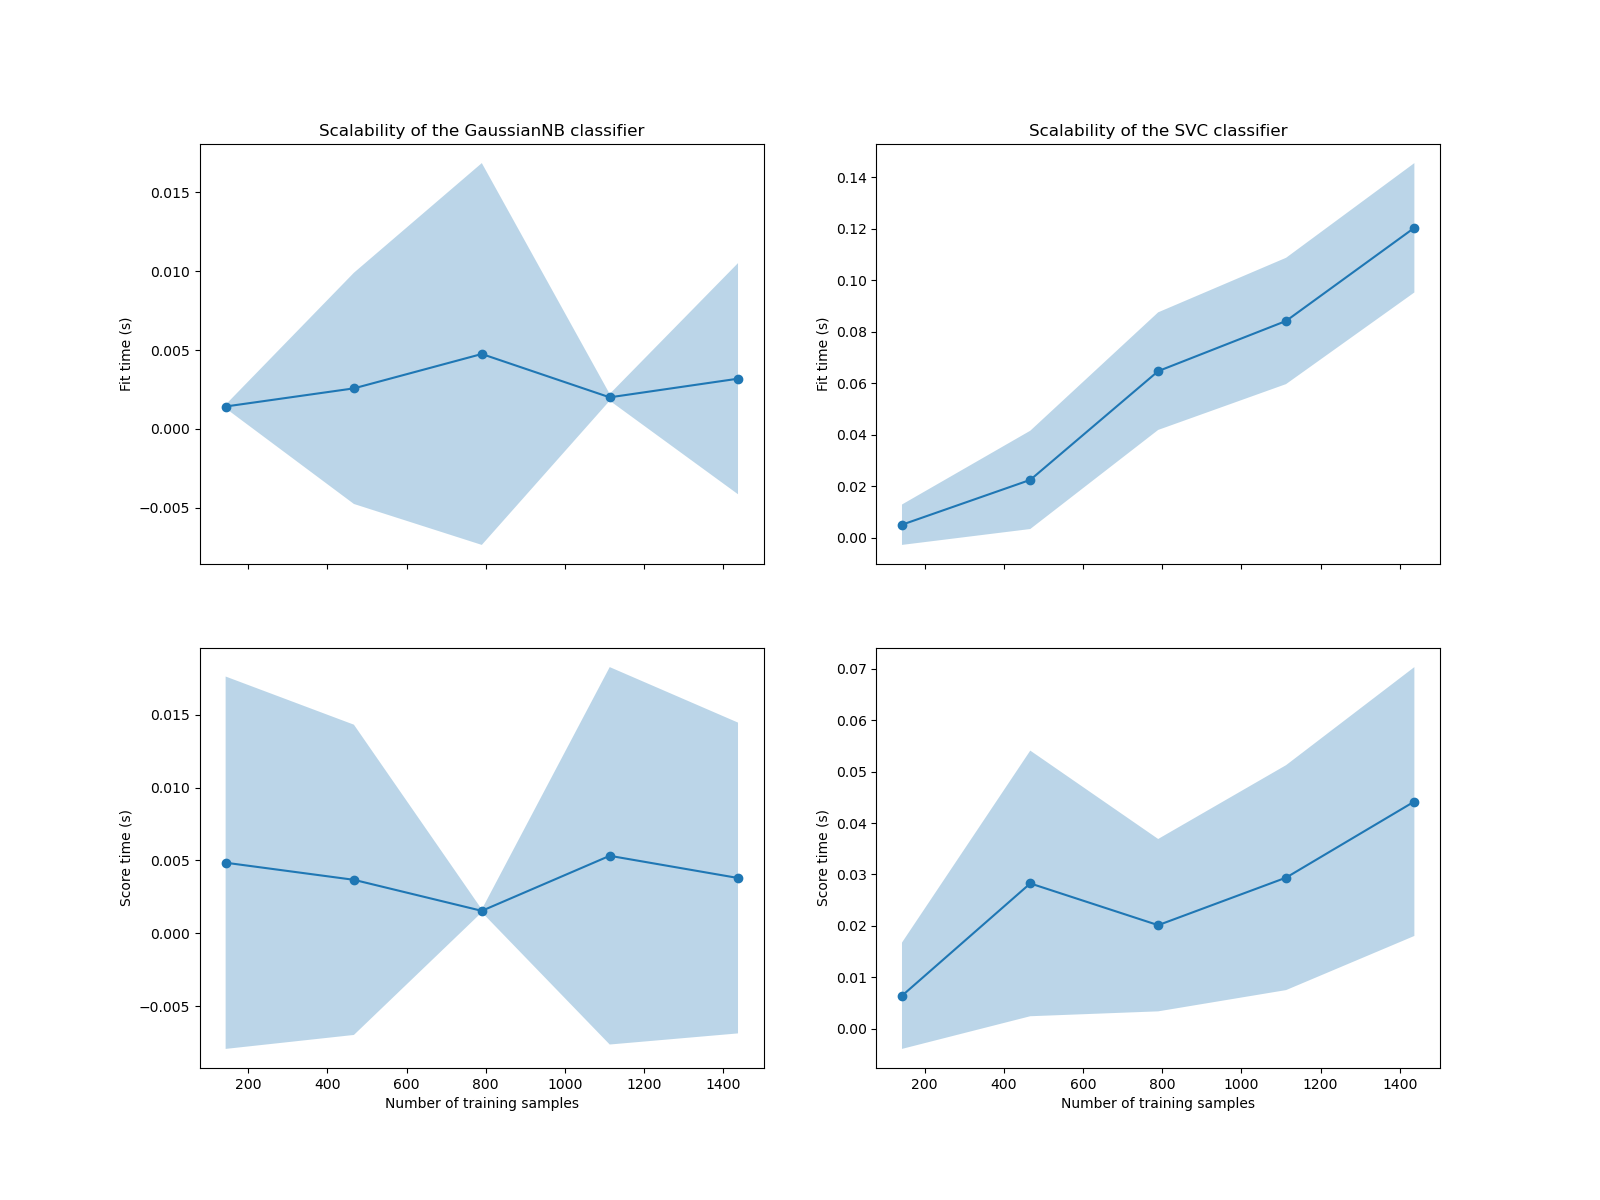 Scalability of the GaussianNB classifier
Fit time (s)
0.015
0.010
0.005
0.000
−0.005
Scalability of the SVC classifier
Fit time (s)
0.14
0.12
0.10
0.08
0.06
0.04
0.02
0.00
Score time (s)
0.015
0.010
0.005
0.000
−0.005
200 400 600 800 1000 1200 1400
Number of training samples
Score time (s)
0.07
0.06
0.05
0.04
0.03
0.02
0.01
0.00
200 400 600 800 1000 1200 1400
Number of training samples